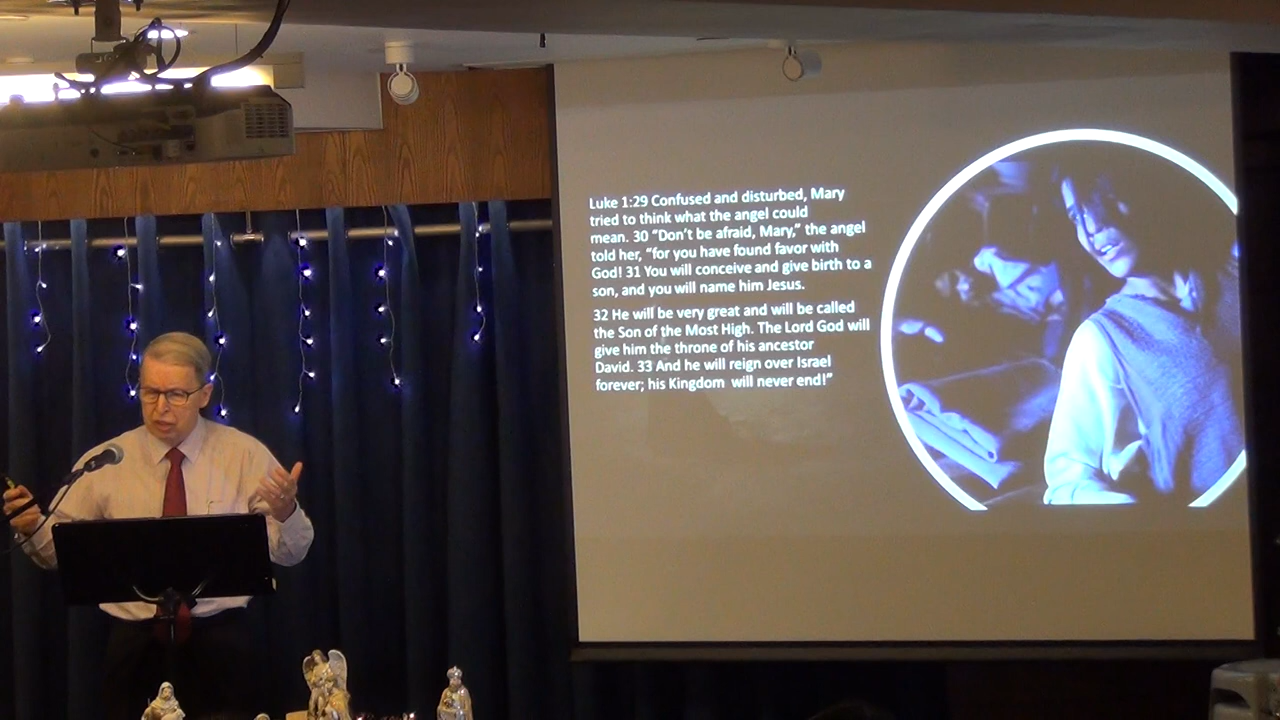 Luke 1:29 Confused and disturbed, Mary
tried to think what the angel could
mean. 30 “Don’t be afraid, Mary,” the angel
told her, “for you have found favor with
God! 31 You will conceive and give birth to a
son, and you will name him Jesus.
32 He will be very great and will be called
the Son of the Most High. The Lord God will
give him the throne of his ancestor
David. 33 And he will reign over Israel
forever; his Kingdom will never end!”